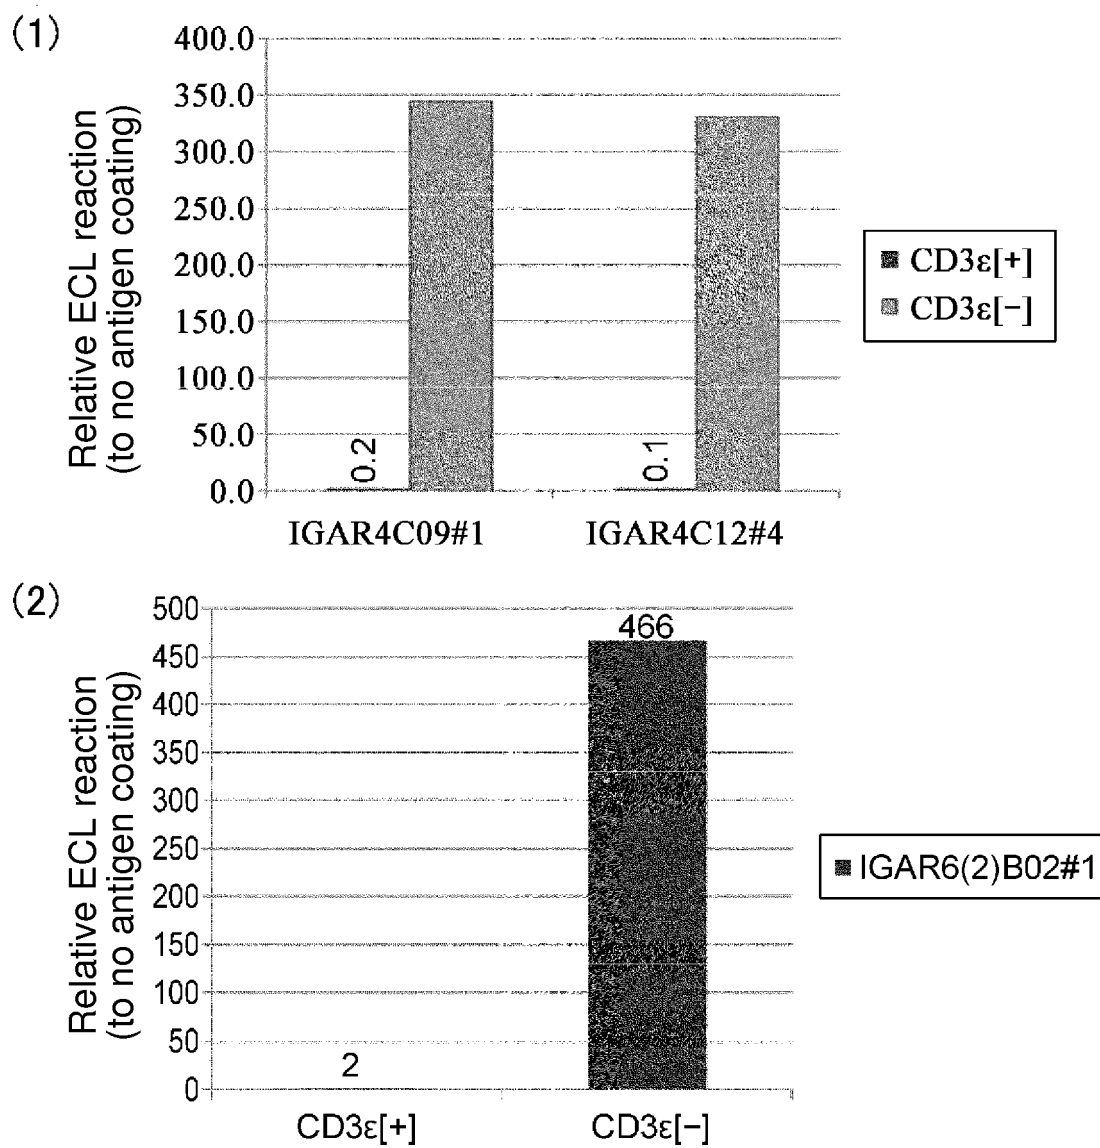 (1)
Relative ECL reaction
(to no antigen coating)
400.0
350.0
300.0
250.0
200.0
150.0
100.0
50.0
0.0
0.2
0.1
IGAR4C09#1
IGAR4C12#4
CD3ε[+]
CD3ε[−]
(2)
Relative ECL reaction
(to no antigen coating)
500
450
400
350
300
250
200
150
100
50
0
2
466
CD3ε[+]
CD3ε[−]
IGAR6(2)B02#1